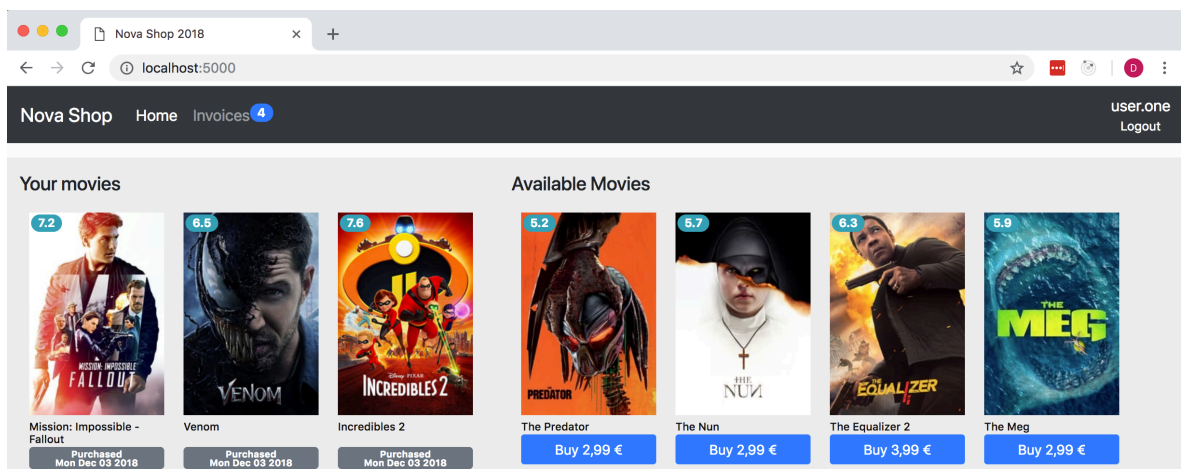 Nova Shop 2018
localhost:5000
D
Nova Shop Home Invoices 4
user.one
Logout
Your movies
7.2
MISSION: IMPOSSIBLE
FALLOUT
Mission: Impossible -
Fallout
Purchased
Mon Dec 03 2018
6.5
VENOM
Venom
Purchased
Mon Dec 03 2018
7.6
Disney PIXAR
INCREDIBLES 2
Incredibles 2
Purchased
Mon Dec 03 2018
Available Movies
5.2
THE
PREDATOR
The Predator
Buy 2,99 €
5.7
THE
NUN
The Nun
Buy 2,99 €
6.3
THE
EQUALIZER
The Equalizer 2
Buy 3,99 €
5.9
THE
MEG
The Meg
Buy 2,99 €